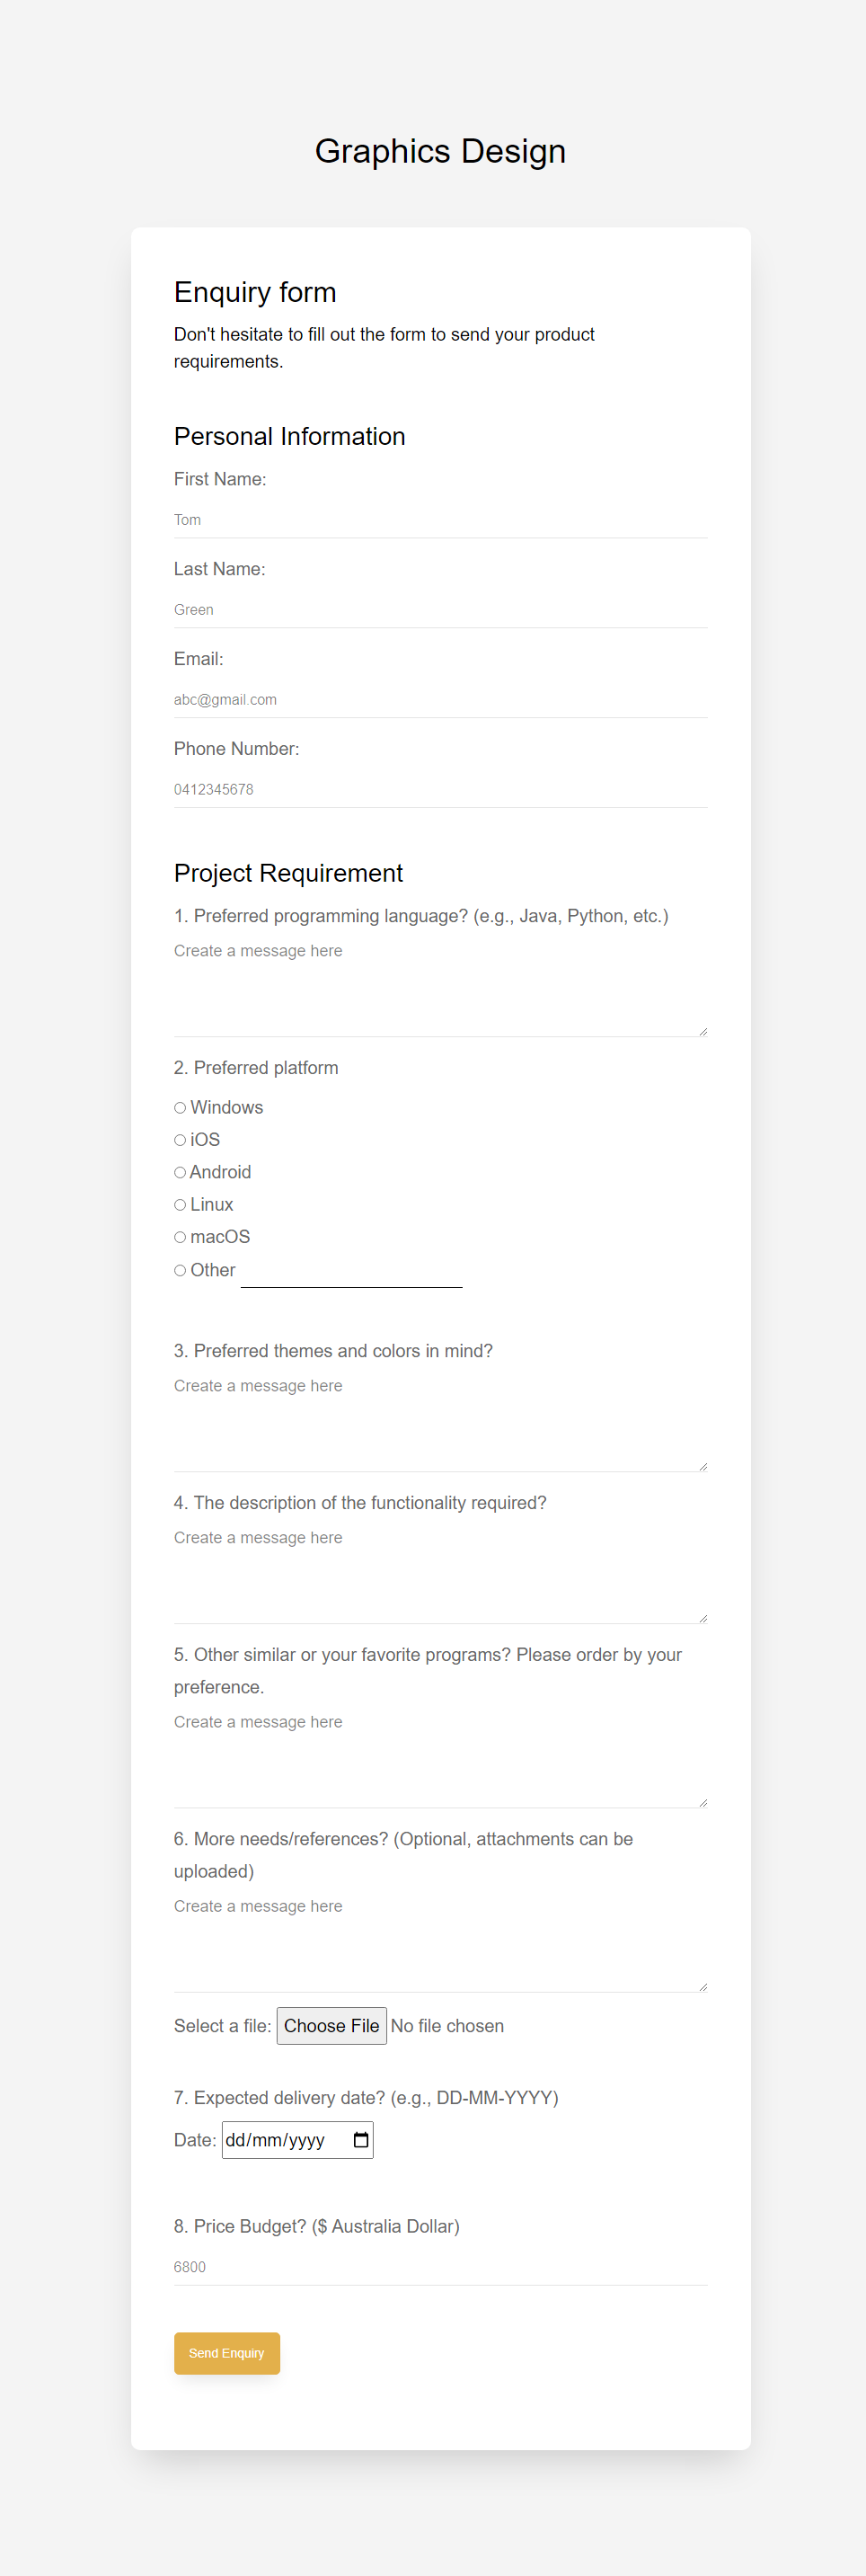 Graphics Design
Enquiry form
Don't hesitate to fill out the form to send your product
requirements.
Personal Information
First Name:
Tom
Last Name:
Green
Email:
abc@gmail.com
Phone Number:
0412345678
Project Requirement
1. Preferred programming language? (e.g., Java, Python, etc.)
Create a message here
2. Preferred platform
Windows
iOS
Android
Linux
macOS
Other
3. Preferred themes and colors in mind?
Create a message here
4. The description of the functionality required?
Create a message here
5. Other similar or your favorite programs? Please order by your
preference.
Create a message here
6. More needs/references? (Optional, attachments can be
uploaded)
Create a message here
Select a file: Choose File No file chosen
7. Expected delivery date? (e.g., DD-MM-YYYY)
Date: dd/mm/yyyy
8. Price Budget? ($ Australia Dollar)
6800
Send Enquiry